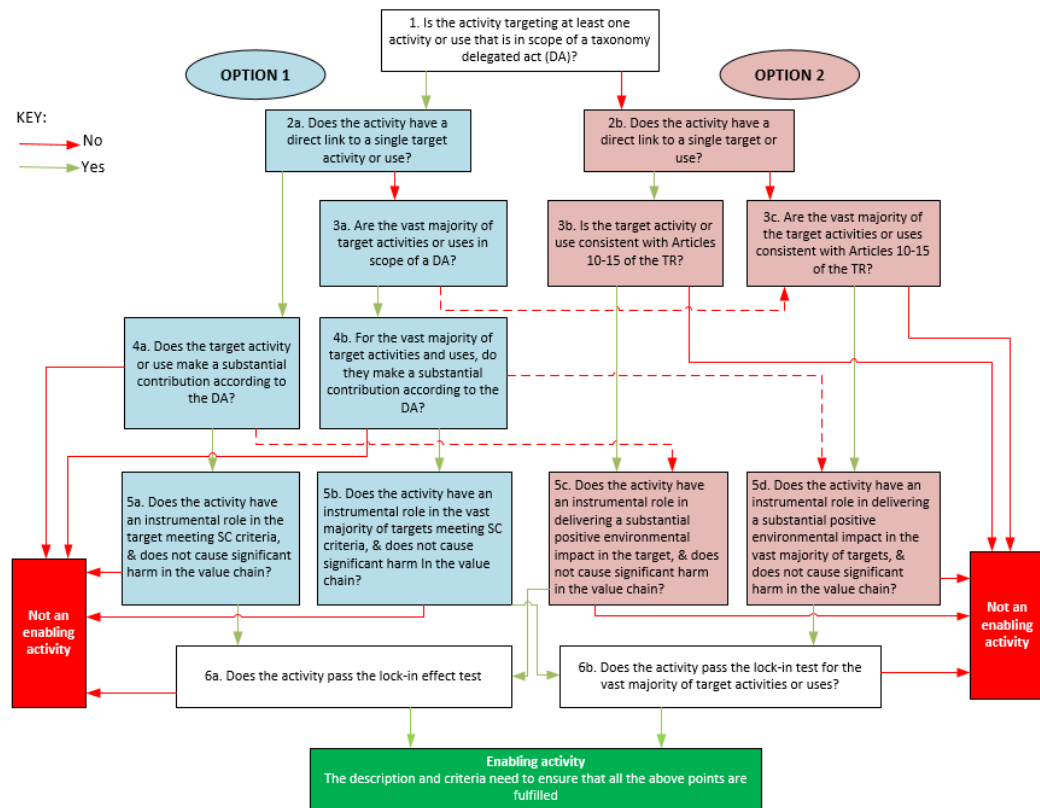 1. Is the activity targeting at least one
activity or use that is in scope of a taxonomy
delegated act (DA)?
OPTION 1
OPTION 2
KEY:
No
Yes
2a. Does the activity have a
direct link to a single target
activity or use?
2b. Does the activity have a
direct link to a single target or
use?
3a. Are the vast majority of
target activities or uses in
scope of a DA?
3b. Is the target activity or
use consistent with Articles
10-15 of the TR?
3c. Are the vast majority of
the target activities or uses
consistent with Articles 10-15
of the TR?
4a. Does the target activity
or use make a substantial
contribution according to
the DA?
4b. For the vast majority of
target activities and uses, do
they make a substantial
contribution according to the
DA?
5a. Does the activity have
an instrumental role in the
target meeting SC criteria,
& does not cause significant
harm in the value chain?
5b. Does the activity have an
instrumental role in the vast
majority of targets meeting SC
criteria, & does not cause
significant harm In the value
chain?
5c. Does the activity have
an instrumental role in
delivering a substantial
positive environmental
impact in the target, & does
not cause significant harm
in the value chain?
5d. Does the activity have an
instrumental role in delivering
a substantial positive
environmental impact in the
vast majority of targets, &
does not cause significant
harm in the value chain?
Not an
enabling
activity
Not an
enabling
activity
6a. Does the activity pass the lock-in effect test
6b. Does the activity pass the lock-in test for the
vast majority of target activities or uses?
Enabling activity
The description and criteria need to ensure that all the above points are
fulfilled